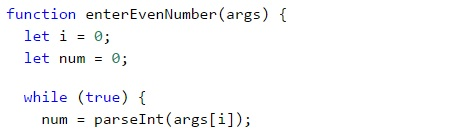 function enterEvenNumber(args) {
let i = 0;
let num = 0;
while (true) {
num = parseInt(args[i]);